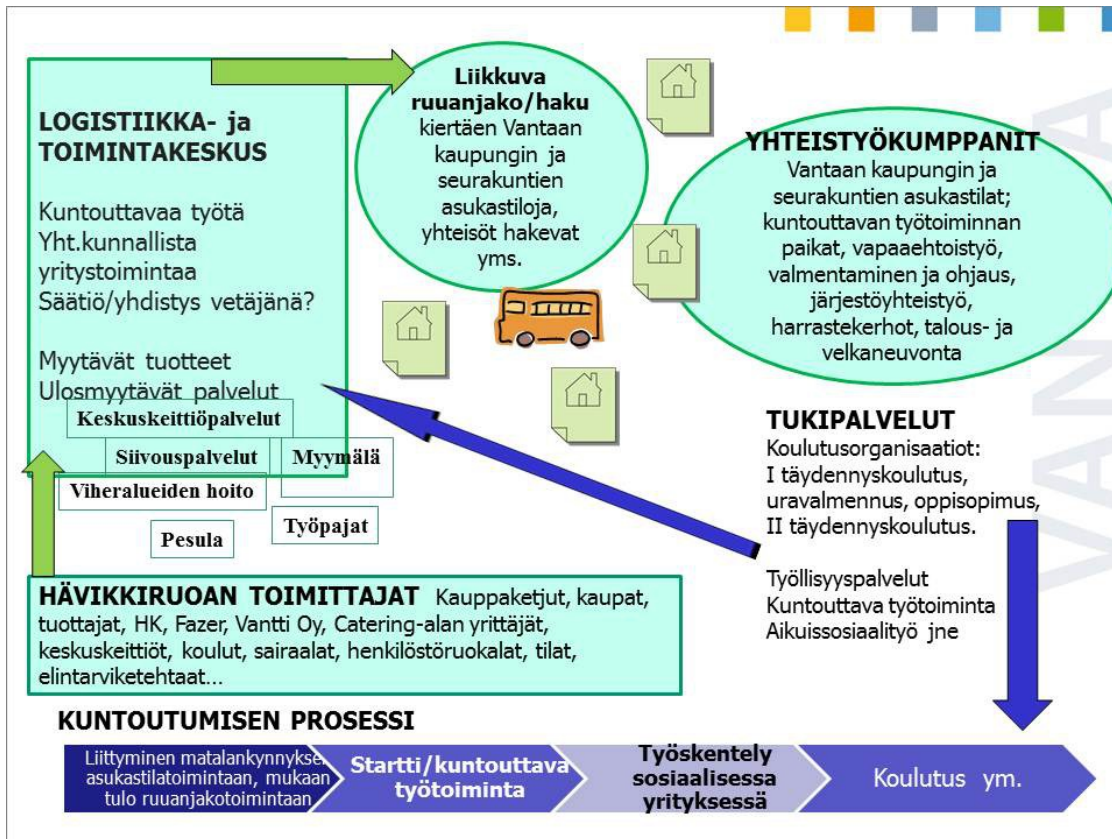 LOGISTIIKKA- ja
TOIMINTAKESKUS
Kuntouttavaa työtä
Yht.kunnallista
yritystoimintaa
Säätiö/yhdistys vetäjänä?
Myytävät tuotteet
Ulosmyytävät palvelut
Keskuskeittiöpalvelut
Siivouspalvelut
Myymälä
Viheralueiden hoito
Työpajat
Pesula
Liikkuva
ruuanjako/haku
kiertäen Vantaan
kaupungin ja
seurakuntien
asukastiloja,
yhteisöt hakevat
yms.
YHTEISTYÖKUMPPANIT
Vantaan kaupungin ja
seurakuntien asukastilat;
kuntouttavan työtoiminnan
paikat, vapaaehtoistyö,
valmentaminen ja ohjaus,
järjestöyhteistyö,
harrastekerhot, talous- ja
velkaneuvonta
TUKIPALVELUT
Koulutusorganisaatiot:
I täydennyskoulutus,
uravalmennus, oppisopimus,
II täydennyskoulutus.
Työllisyyspalvelut
Kuntouttava työtoiminta
Aikuissosiaalityö jne
HÄVIKKIRUOAN TOIMITTAJAT Kauppaketjut, kaupat,
tuottajat, HK, Fazer, Vantti Oy, Catering-alan yrittäjät,
keskuskeittiöt, koulut, sairaalat, henkilöstöruokalat, tilat,
elintarviketehtaat...
KUNTOUTUMISEN PROSESSI
Liittyminen matalankynnykse
asukastilatoimintaan, mukaan
tulo ruuanjakotoimintaan
Startti/kuntouttava
työtoiminta
Työskentely
sosiaalisessa
yrityksessä
Koulutus ym.